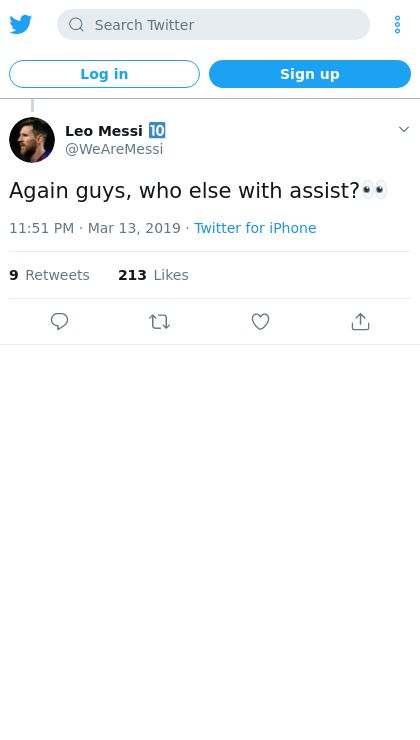 Search Twitter
Log in
Sign up
Leo Messi 🔟
@WeAreMessi
Again guys, who else with assist?👀
11:51 PM · Mar 13, 2019 · Twitter for iPhone
9 Retweets 213 Likes